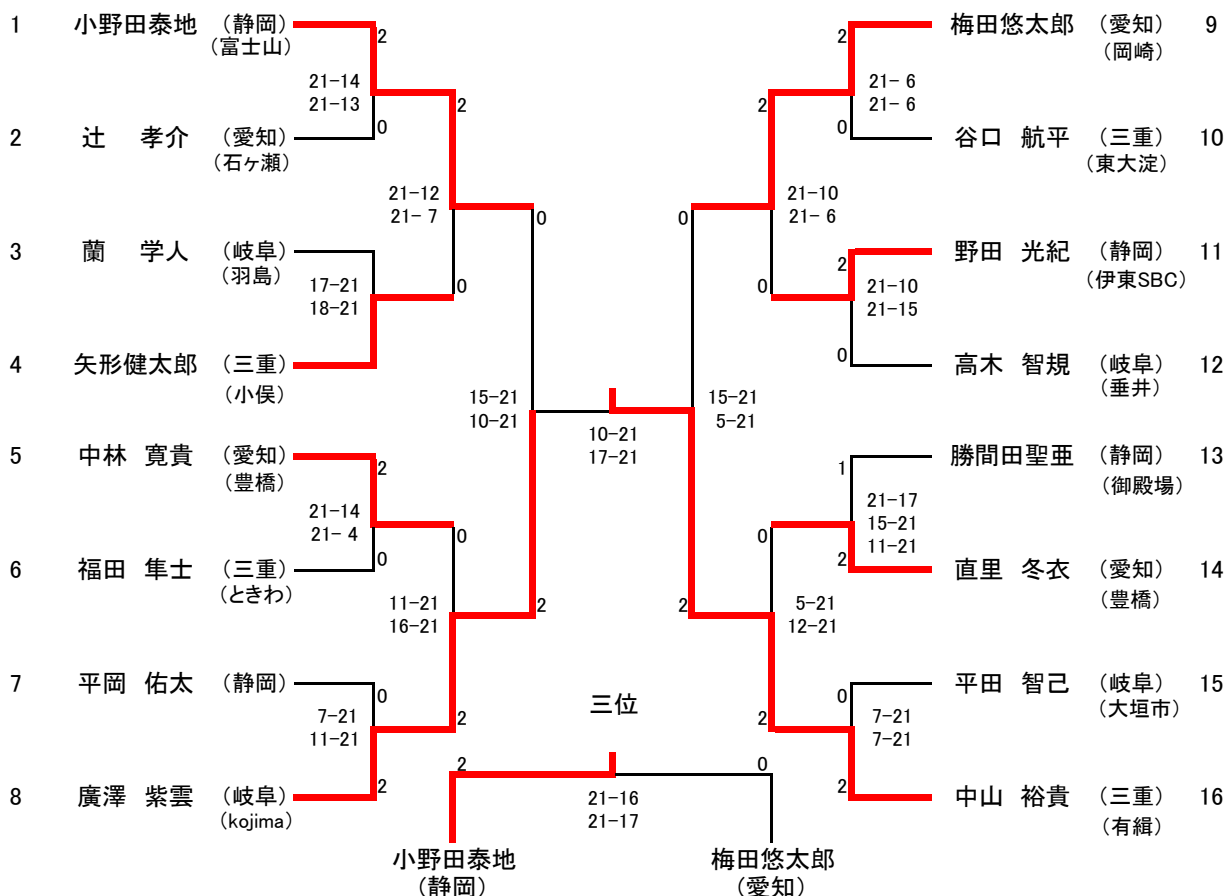 1 小野田泰地 (静岡) 2 2 梅田悠太郎 (愛知) 9
(富士山) (岡崎)
21-14 2 2 21- 6
21-13 21- 6
2 辻 孝介 (愛知) 0 0 谷口 航平 (三重) 10
(石ヶ瀬) (東大淀)
21-12 21-10
21- 7 0 0 21- 6
3 蘭 学人 (岐阜) 2 野田 光紀 (静岡) 11
(羽島) (伊東SBC)
17-21 0 0 21-10
18-21 21-15
4 矢形健太郎 (三重) 0 高木 智規 (岐阜) 12
(小俣) (垂井)
15-21 15-21
10-21 5-21
10-21
17-21
5 中林 寛貴 (愛知) 2 1 勝間田聖亜 (静岡) 13
(豊橋) (御殿場)
21-14 21-17
21- 4 0 0 15-21
11-21
6 福田 隼士 (三重) 0 2 直里 冬衣 (愛知) 14
(ときわ) (豊橋)
11-21 2 2 5-21
16-21 12-21
7 平岡 佑太 (静岡) 0 0 平田 智己 (岐阜) 15
(大垣市)
三位
7-21 2 2 7-21
11-21 7-21
8 廣澤 紫雲 (岐阜) 2 2 0 2 中山 裕貴 (三重) 16
(kojima) (有緝)
21-16
21-17
小野田泰地 梅田悠太郎
(静岡) (愛知)